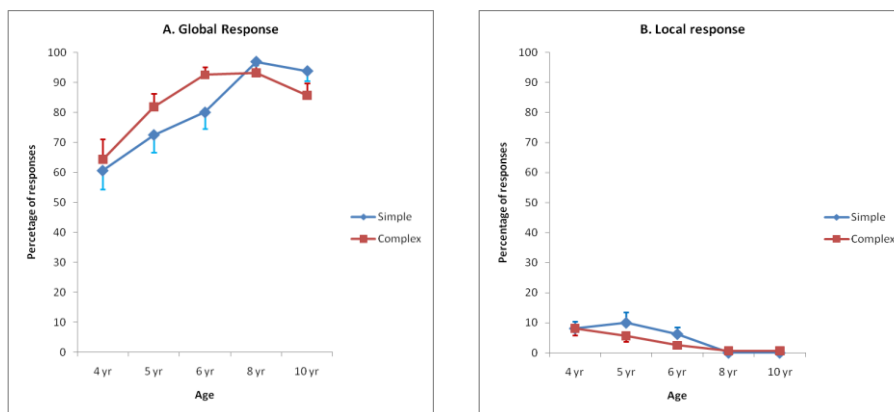 A. Global Response
100
90
80
70
60
50
40
30
20
10
0
Percetage of responses
4 yr 5 yr 6 yr 8 yr 10 yr
Age
Simple
Complex
B. Local response
100
90
80
70
60
50
40
30
20
10
0
Percentage of responses
4 yr 5 yr 6 yr 8 yr 10 yr
Age
Simple
Complex